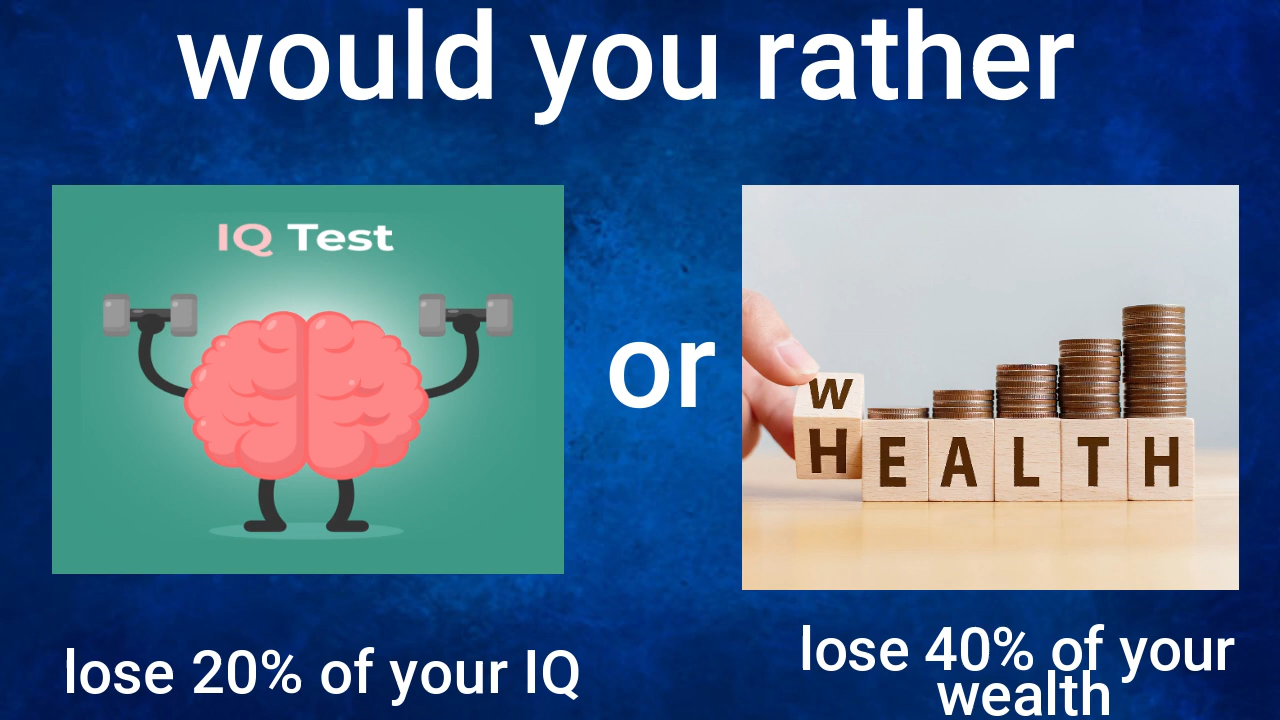 would you rather
IQ Test
or
W
HEALTH
lose 20% of your IQ
lose 40% of your
wealth